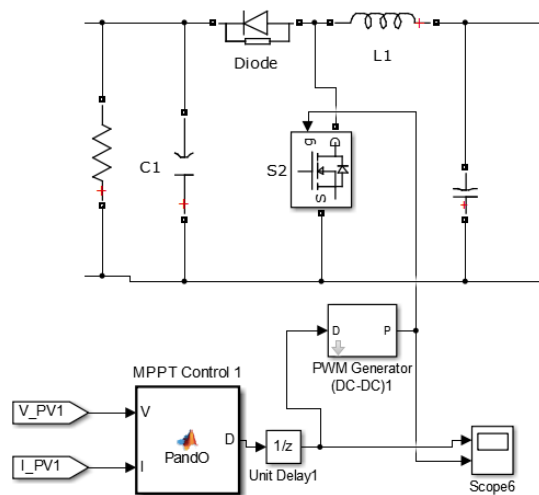 Diode
L1
C1
S2
g
D
S
D
P
PWM Generator
(DC-DC)1
MPPT Control 1
V_PV1
V
D
PandO
I_PV1
I
1/z
Unit Delay1
Scope6